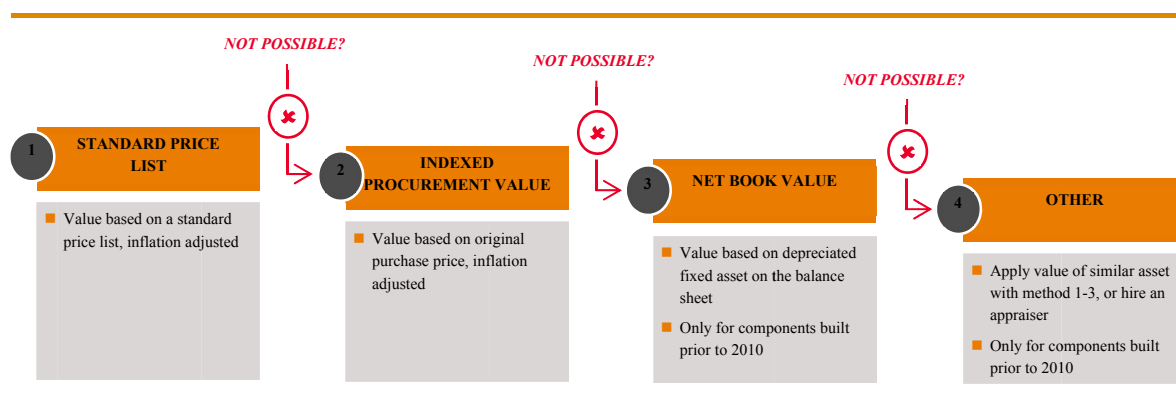 NOT POSSIBLE?
NOT POSSIBLE?
NOT POSSIBLE?
1
STANDARD PRICE
LIST
Value based on a standard
price list, inflation adjusted
2
INDEXED
PROCUREMENT VALUE
Value based on original
purchase price, inflation
adjusted
3
NET BOOK VALUE
Value based on depreciated
fixed asset on the balance
sheet
Only for components built
prior to 2010
4
OTHER
Apply value of similar asset
with method 1-3, or hire an
appraiser
Only for components built
prior to 2010